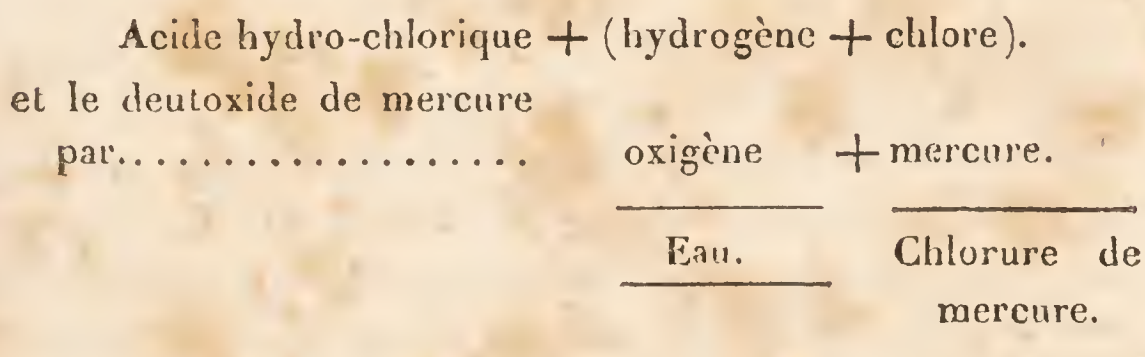 Acide hydro-chlorique + (hydrogène + chlore).
et le deutoxide de mercure
par................... oxigène + mercure.
Eau. Chlorure de
mercure.